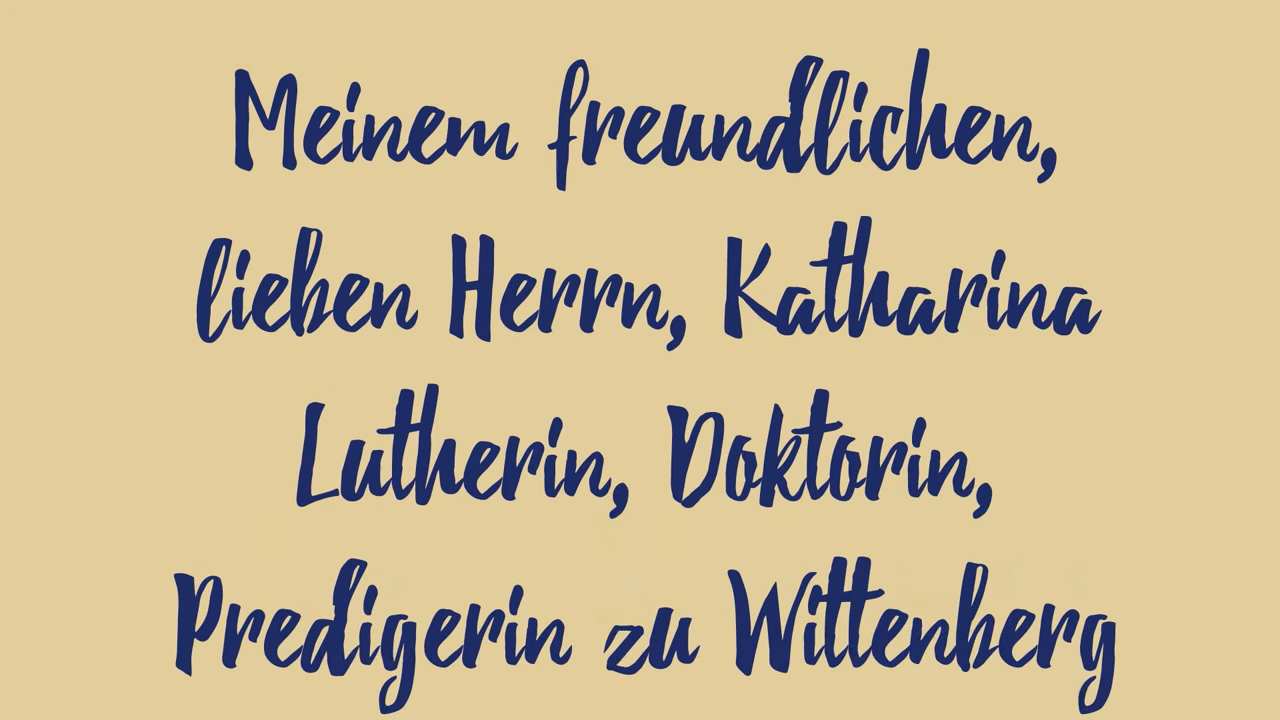 Meinem freundlichen,
lieben Herrn, Katharina
Lutherin, Doktorin,
Predigerin zu Wittenberg